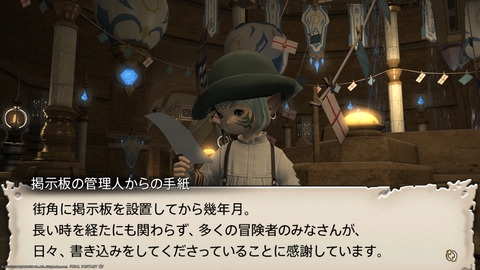 掲示板の管理人からの手紙
街角に掲示板を設置してから幾年月。
長い時を経たにも関わらず、多くの冒険者のみなさんが、
日々、書き込みをしてくださっていることに感謝しています。